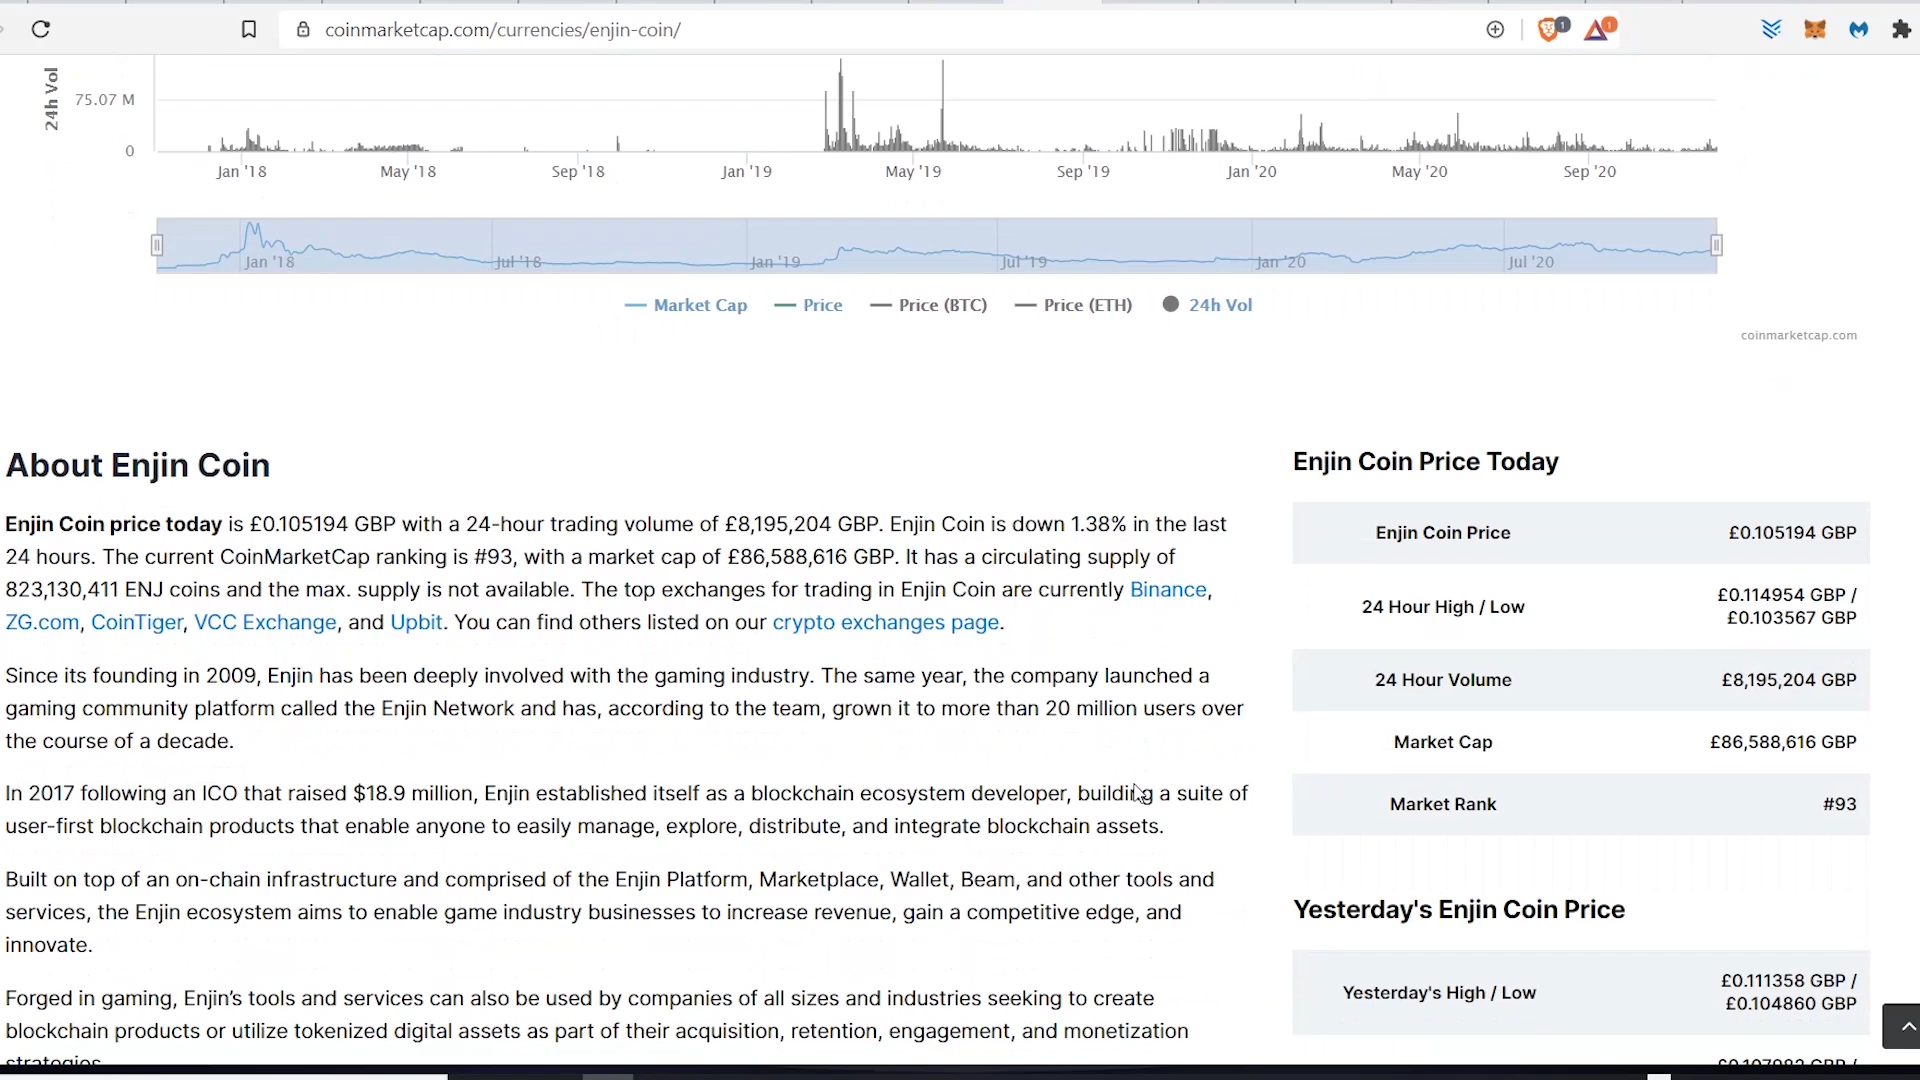 coinmarketcap.com/currencies/enjin-coin/
1
1
24h Vol
75.07 M
0
Jan '18
May '18
Sep '18
Jan '19
May '19
Sep '19
Jan '20
May '20
Sep '20
Jan '18
Jul '18
Jan '19
Jul '19
Jan '20
Jul '20
Market Cap
Price
Price (BTC)
Price (ETH)
24h Vol
coinmarketcap.com
About Enjin Coin
Enjin Coin price today is £0.105194 GBP with a 24-hour trading volume of £8,195,204 GBP. Enjin Coin is down 1.38% in the last
24 hours. The current CoinMarketCap ranking is #93, with a market cap of £86,588,616 GBP. It has a circulating supply of
823,130,411 ENJ coins and the max. supply is not available. The top exchanges for trading in Enjin Coin are currently Binance,
ZG.com, CoinTiger, VCC Exchange, and Upbit. You can find others listed on our crypto exchanges page.
Since its founding in 2009, Enjin has been deeply involved with the gaming industry. The same year, the company launched a
gaming community platform called the Enjin Network and has, according to the team, grown it to more than 20 million users over
the course of a decade.
In 2017 following an ICO that raised $18.9 million, Enjin established itself as a blockchain ecosystem developer, building a suite of
user-first blockchain products that enable anyone to easily manage, explore, distribute, and integrate blockchain assets.
Built on top of an on-chain infrastructure and comprised of the Enjin Platform, Marketplace, Wallet, Beam, and other tools and
services, the Enjin ecosystem aims to enable game industry businesses to increase revenue, gain a competitive edge, and
innovate.
Forged in gaming, Enjin’s tools and services can also be used by companies of all sizes and industries seeking to create
blockchain products or utilize tokenized digital assets as part of their acquisition, retention, engagement, and monetization
strategies
Enjin Coin Price Today
Enjin Coin Price
£0.105194 GBP
24 Hour High / Low
£0.114954 GBP /
£0.103567 GBP
24 Hour Volume
£8,195,204 GBP
Market Cap
£86,588,616 GBP
Market Rank
#93
Yesterday's Enjin Coin Price
Yesterday's High / Low
£0.111358 GBP /
£0.104860 GBP